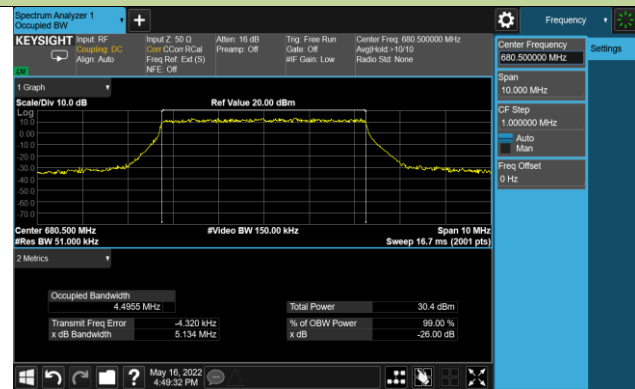 Spectrum Analyzer 1
Occupied BW
Frequency
KEYSIGHT
Input: RF
Coupling: DC
Align: Auto
Input Z: 50 Ω
Corr CCorr RCal
Freq Ref: Ext (S)
NFE: Off
Atten: 16 dB
Preamp: Off
Trig: Free Run
Gate: Off
#IF Gain: Low
Center Freq: 680.500000 MHz
Avg|Hold:>10/10
Radio Std: None
Center Frequency
680.500000 MHz
Settings
Span
10.000 MHz
CF Step
1.000000 MHz
Auto
Man
Freq Offset
0 Hz
1 Graph
Scale/Div 10.0 dB
Ref Value 20.00 dBm
Log
10.0
0.00
-10.0
-20.0
-30.0
-40.0
-50.0
-60.0
-70.0
Center 680.500 MHz
#Video BW 150.00 kHz
Span 10 MHz
#Res BW 51.000 kHz
Sweep 16.7 ms (2001 pts)
2 Metrics
Occupied Bandwidth
4.4955 MHz
Total Power
30.4 dBm
Transmit Freq Error
-4.320 kHz
% of OBW Power
99.00 %
x dB Bandwidth
5.134 MHz
x dB
-26.00 dB
?
May 16, 2022
4:49:32 PM